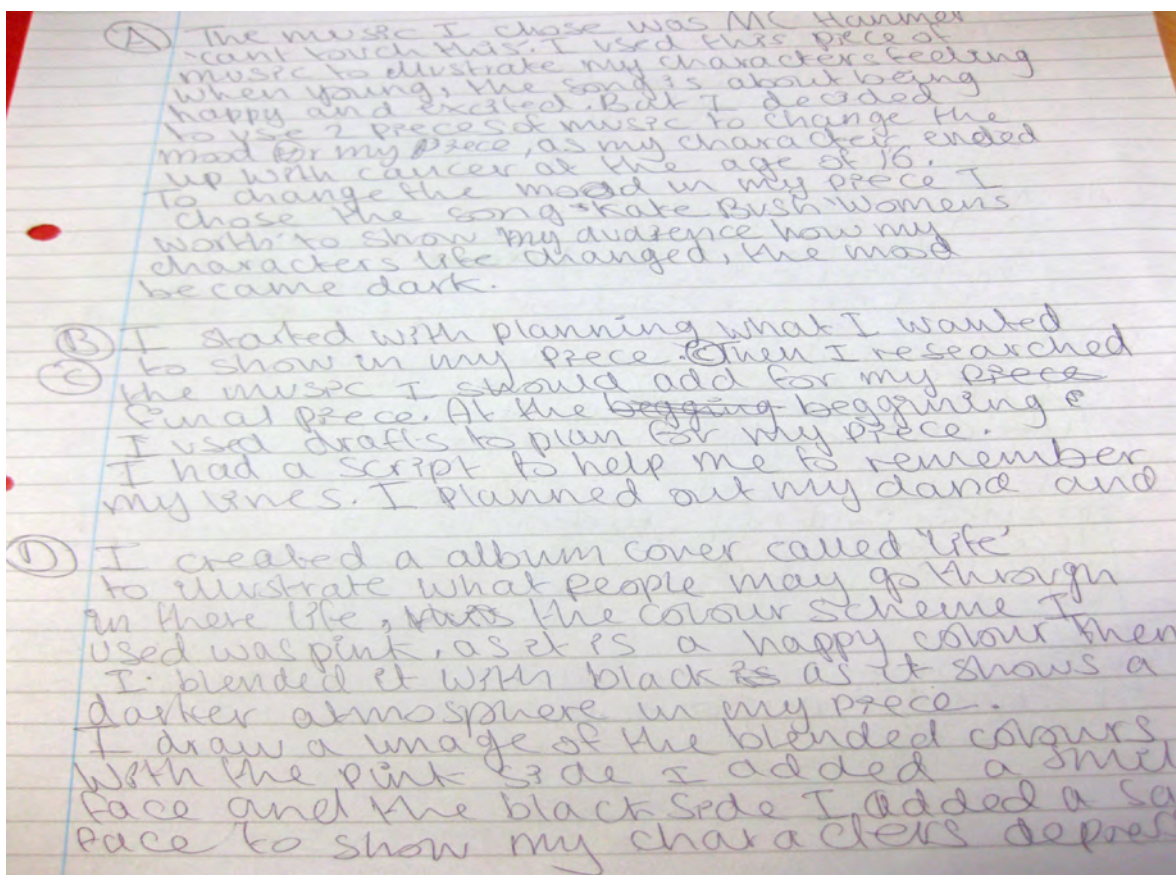 (A) The music I chose was MC Hammer
'cant touch this'. I used this piece of
music to illustrate my characters feeling
when young, the song is about being
happy and excited. But I decided
to use 2 pieces of music to change the
mood for my piece, as my character ended
up with cancer at the age of 16.
To change the mood in my piece I
chose the song 'Kate Bush Womens
worth' to show my audience how my
characters life changed, the mood
became dark.
(B) I started with planning what I wanted
(C) to show in my piece. (C) Then I researched
the music I should add for my piece
final piece. At the begging beggining
I used drafts to plan for my piece.
I had a script to help me to remember
my lines. I planned out my dance and
(D) I created a album cover called 'life'
to illustrate what people may go through
in there life, the colour scheme I
used was pink, as it is a happy colour then
I blended it with black is as it shows a
darker atmosphere in my piece.
I draw a image of the blended colours,
with the pink side I added a smil
face and the black side I added a sa
face to show my characters depres